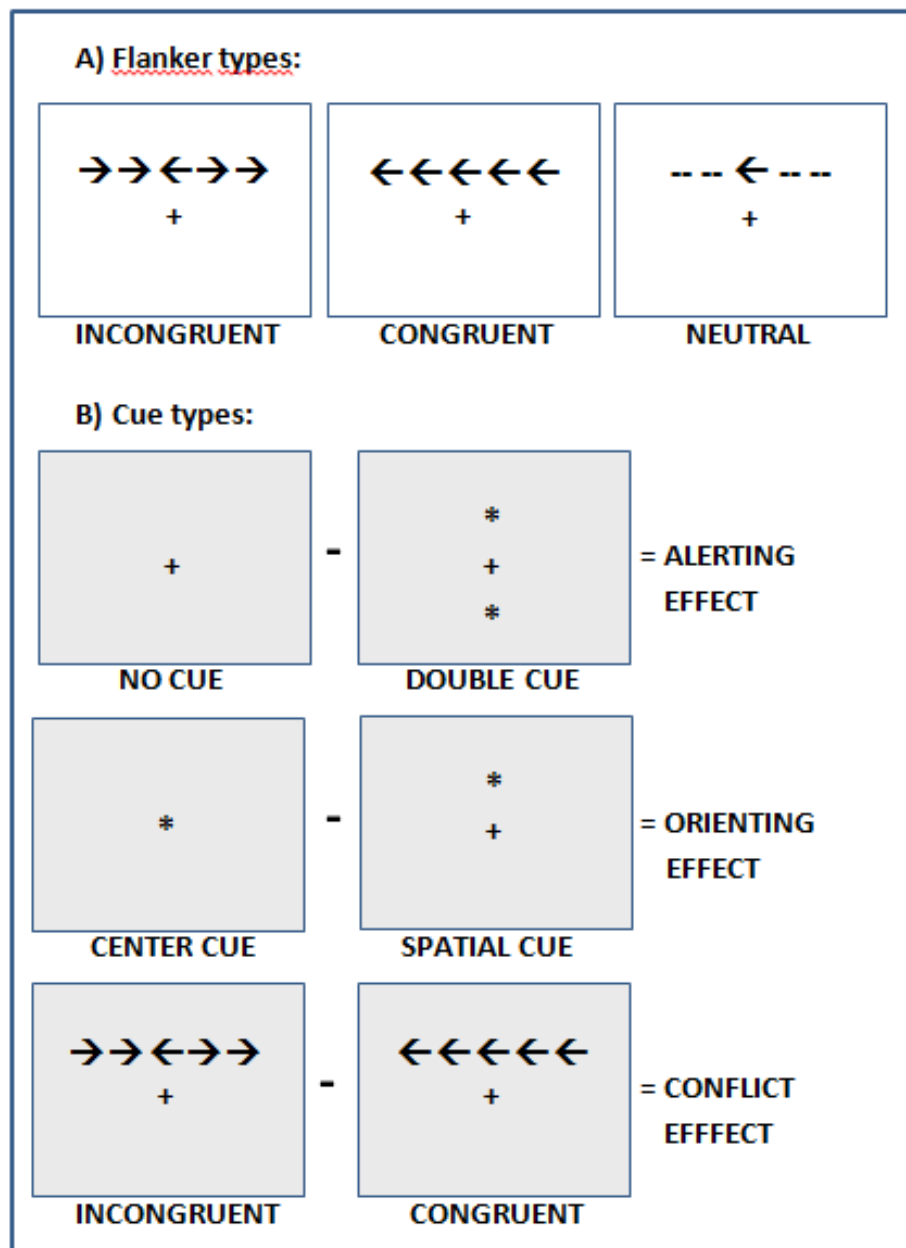 A) Flanker types:
→→←→→ ←←←←← -- -- ← -- --
+ + +
INCONGRUENT CONGRUENT NEUTRAL
B) Cue types:
*
+ - + = ALERTING
* EFFECT
NO CUE DOUBLE CUE
*
* - + = ORIENTING
EFFECT
CENTER CUE SPATIAL CUE
→→←→→ ←←←←←
+ - + = CONFLICT
EFFFECT
INCONGRUENT CONGRUENT